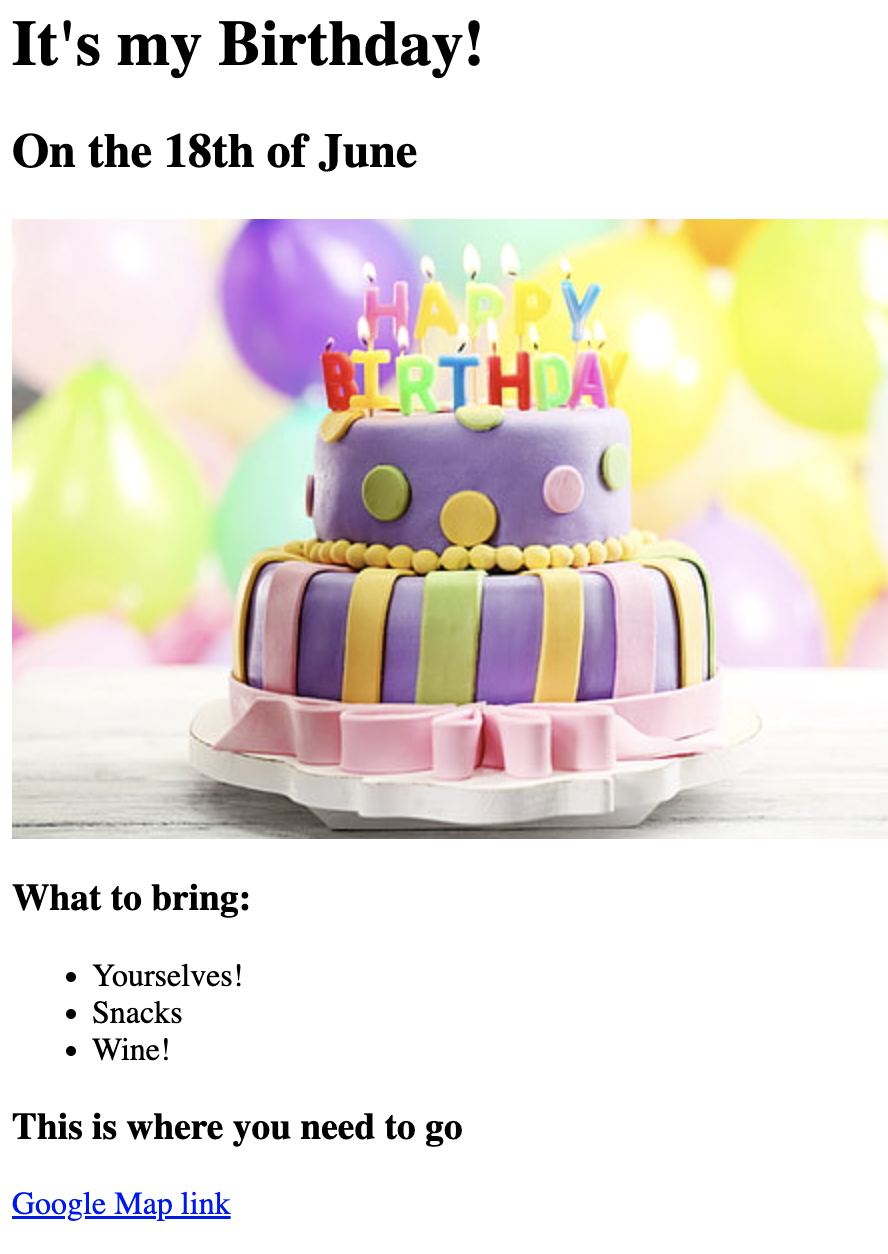 It's my Birthday!
On the 18th of June
HAPPY
BIRTHDAY
What to bring:
Yourselves!
Snacks
Wine!
This is where you need to go
Google Map link